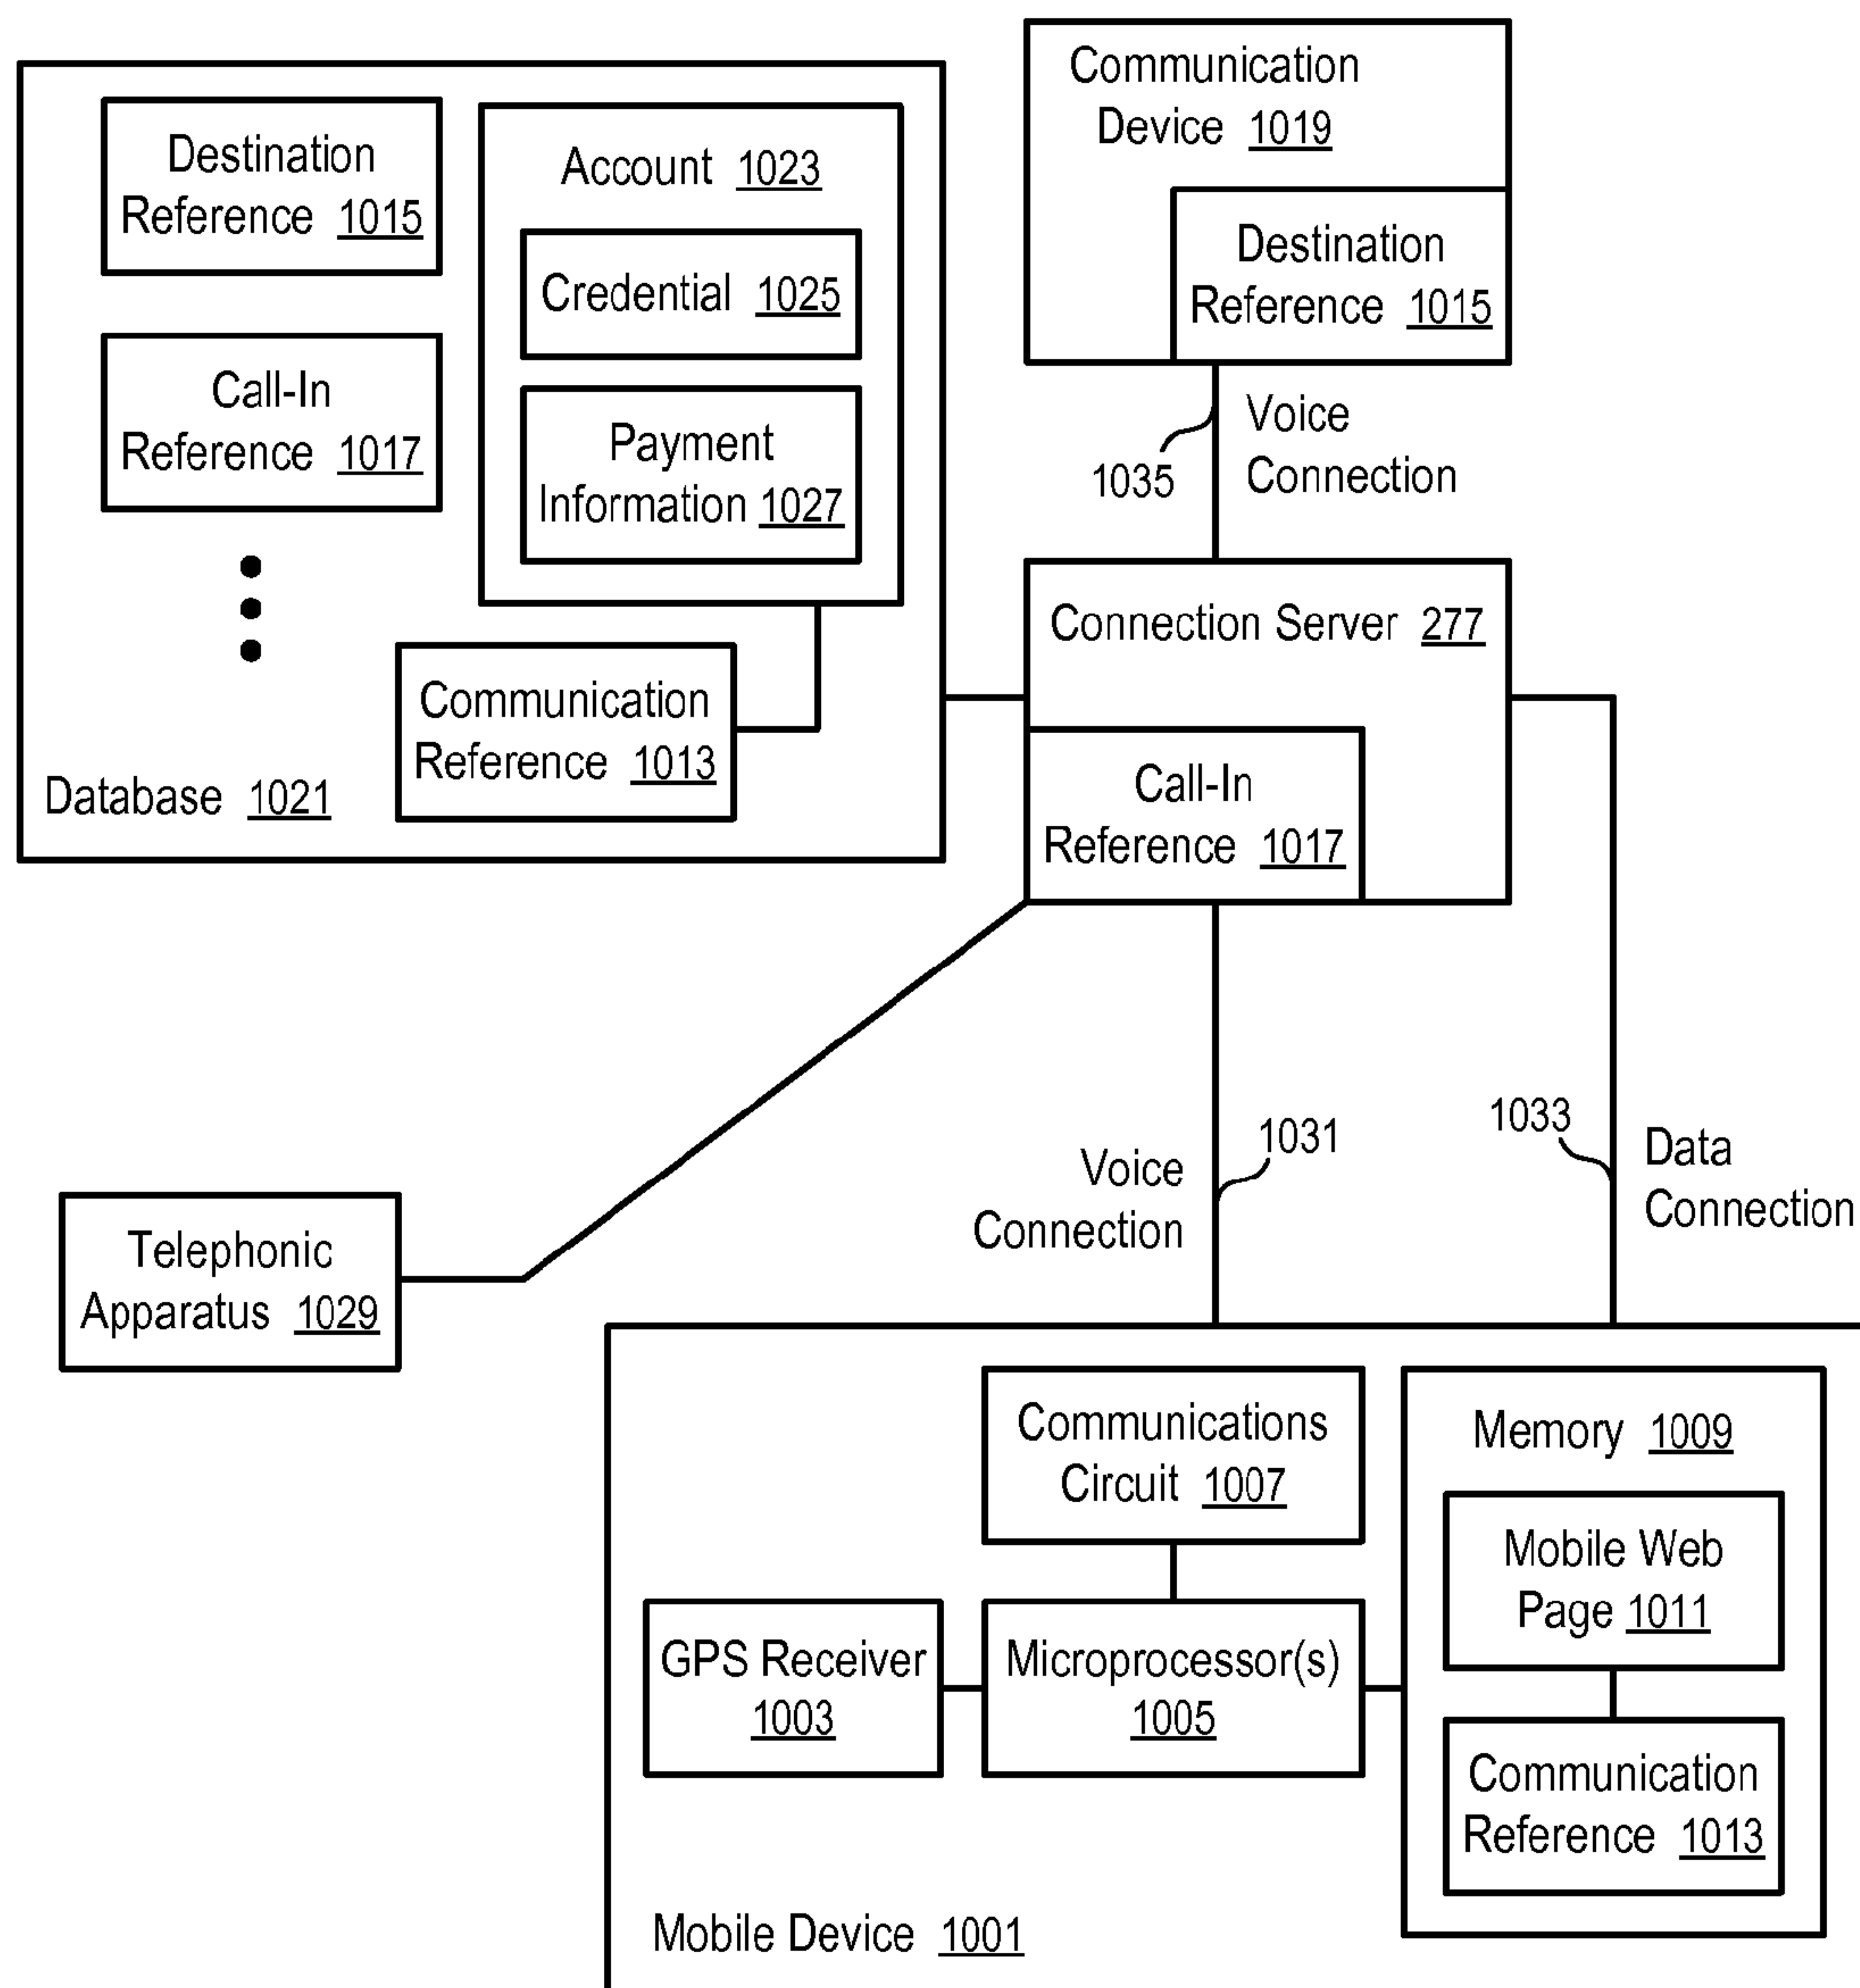 Communication
Device 1019
Destination
Reference 1015
Account 1023
Destination
Reference 1015
Credential 1025
Call-In
Reference 1017
Payment
Information 1027
Voice
Connection
1035
Connection Server 277
Communication
Reference 1013
Call-In
Reference 1017
Database 1021
1031
1033
Voice
Connection
Data
Connection
Telephonic
Apparatus 1029
Communications
Circuit 1007
Memory 1009
Mobile Web
Page 1011
GPS Receiver
1003
Microprocessor(s)
1005
Communication
Reference 1013
Mobile Device 1001